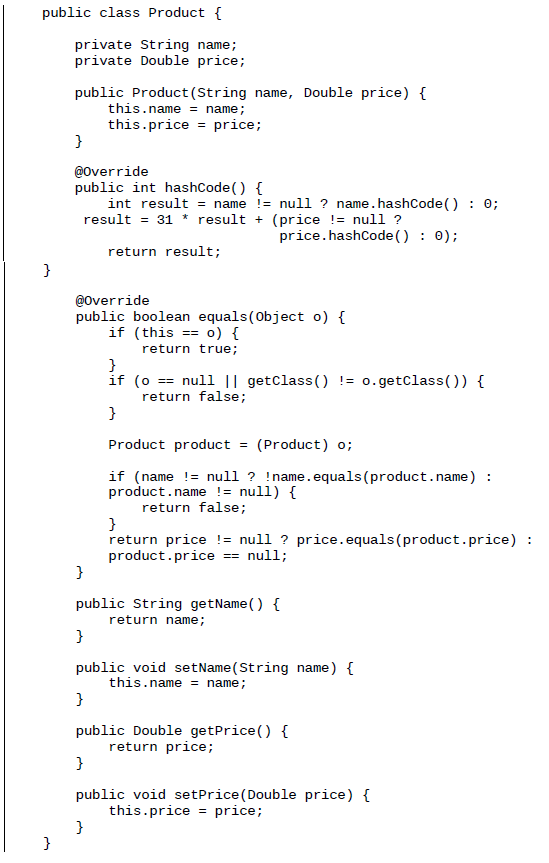 public class Product {
private String name;
private Double price;
public Product(String name, Double price) {
this.name = name;
this.price = price;
}
@Override
public int hashCode() {
int result = name != null ? name.hashCode() : 0;
result = 31 * result + (price != null ?
price.hashCode() : 0);
return result;
}
@Override
public boolean equals(Object o) {
if (this == o) {
return true;
}
if (o == null || getClass() != o.getClass()) {
return false;
}
Product product = (Product) o;
if (name != null ? !name.equals(product.name) :
product.name != null) {
return false;
}
return price != null ? price.equals(product.price) :
product.price == null;
}
public String getName() {
return name;
}
public void setName(String name) {
this.name = name;
}
public Double getPrice() {
return price;
}
public void setPrice(Double price) {
this.price = price;
}
}